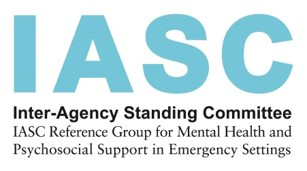 IASC
Inter-Agency Standing Committee
IASC Reference Group for Mental Health and
Psychosocial Support in Emergency Settings